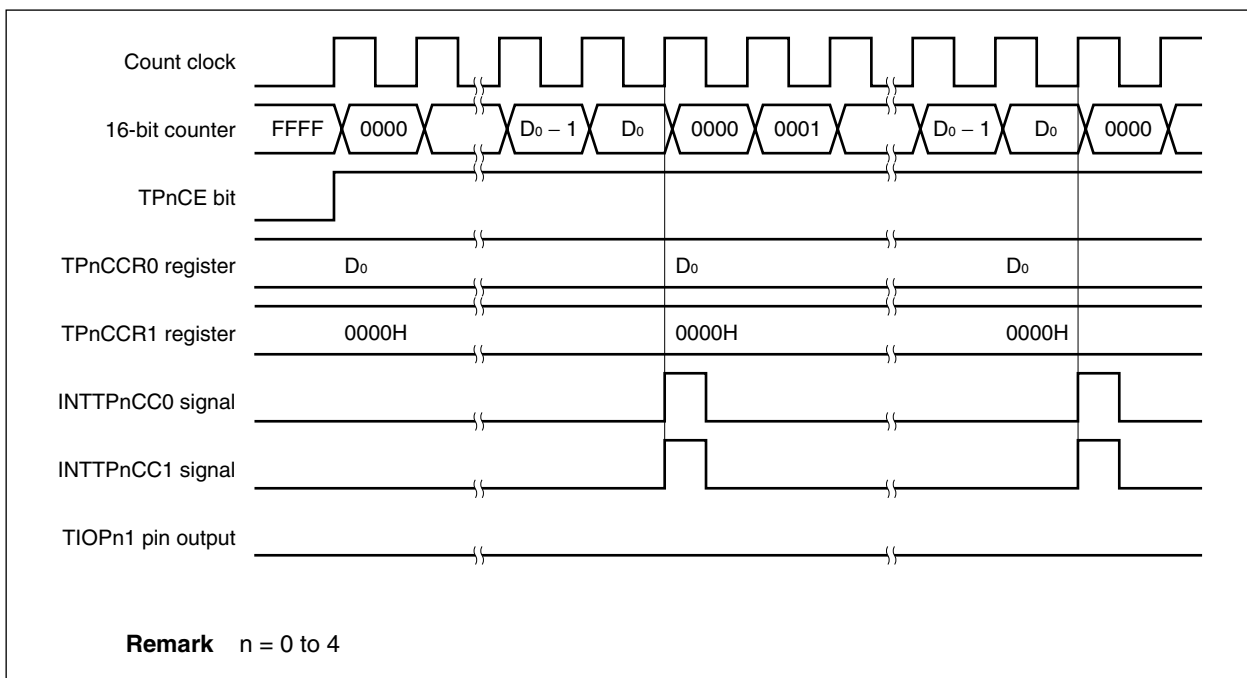 Count clock
16-bit counter FFFF 0000 D0 − 1 D0 0000 0001 D0 − 1 D0 0000
TPnCE bit
TPnCCR0 register D0 D0 D0
TPnCCR1 register 0000H 0000H 0000H
INTTPnCC0 signal
INTTPnCC1 signal
TIOPn1 pin output
Remark n = 0 to 4